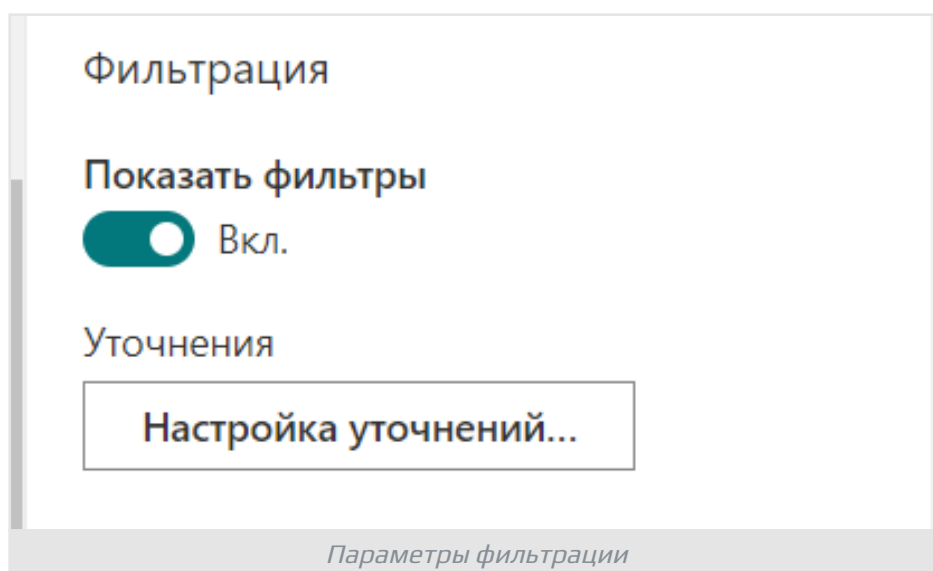 Фильтрация
Показать фильтры
Вкл.
Уточнения
Настройка уточнений...
Параметры фильтрации